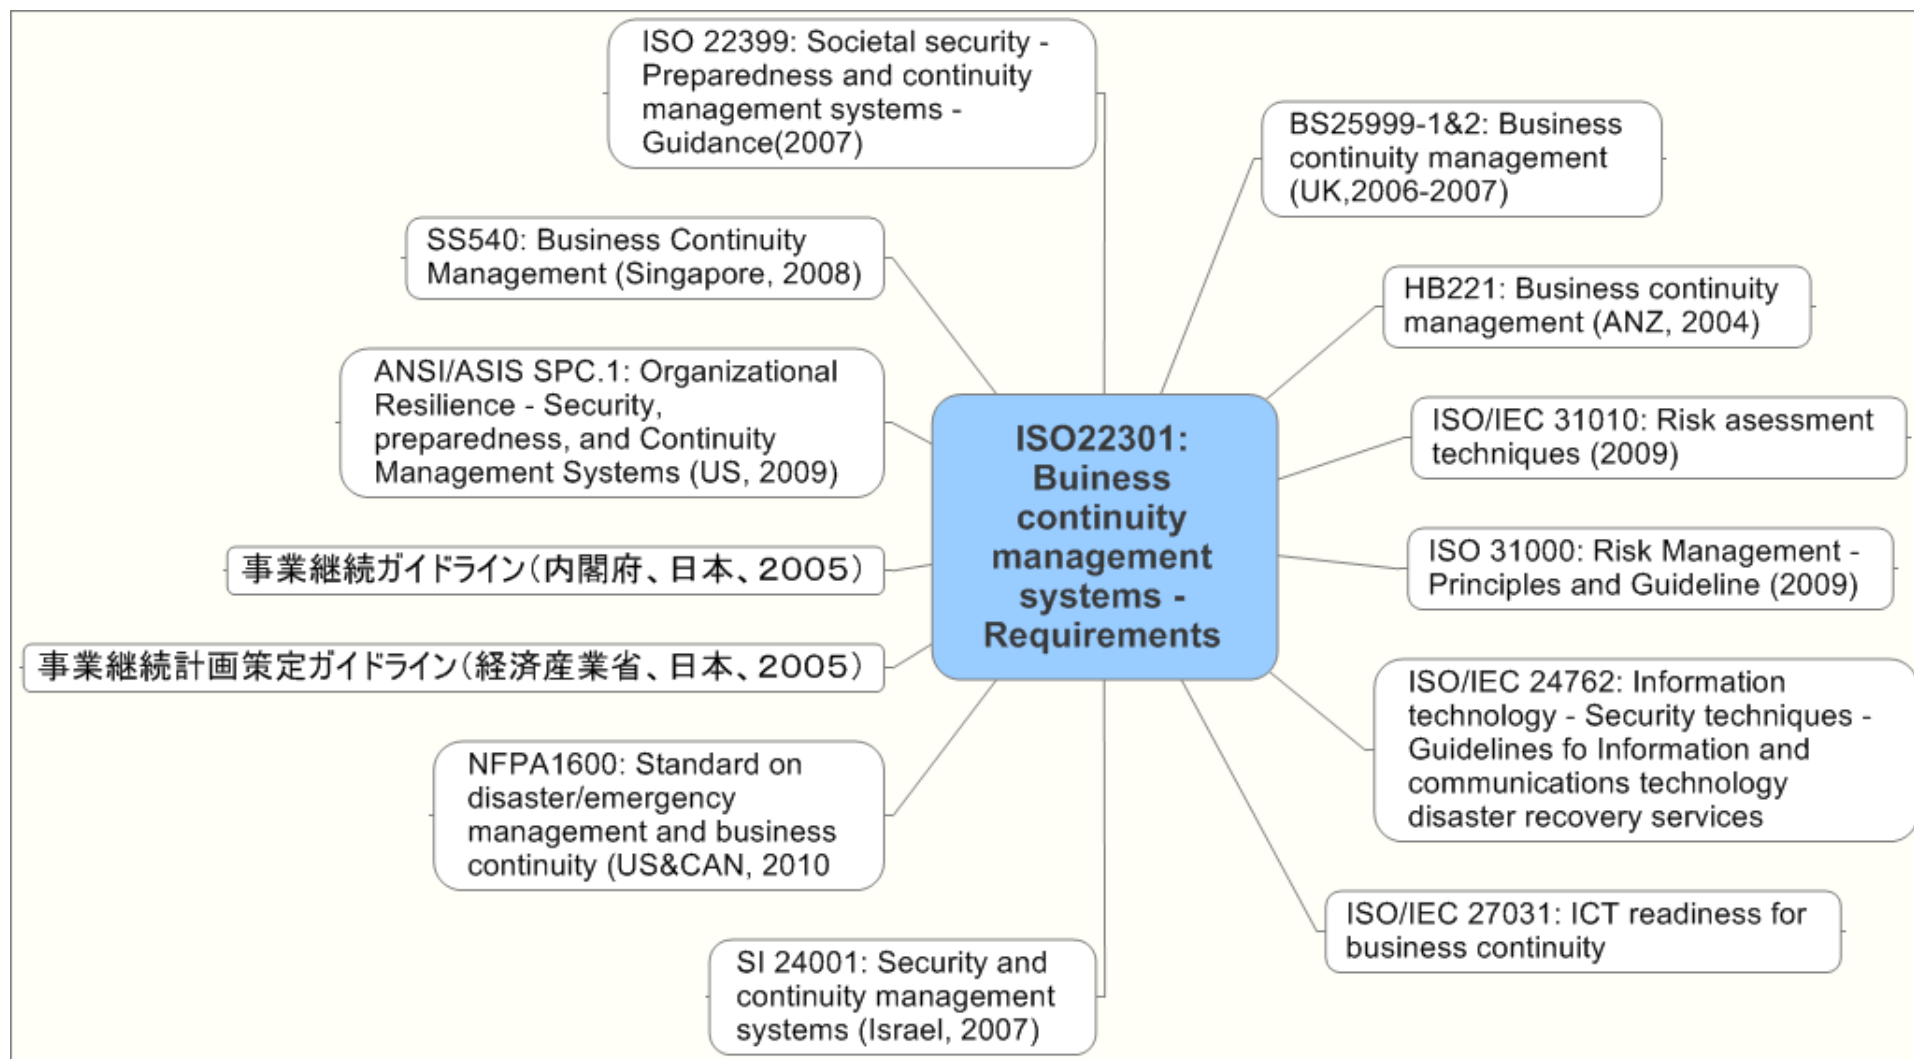 ISO 22399: Societal security -
Preparedness and continuity
management systems -
Guidance(2007)
BS25999-1&2: Business
continuity management
(UK,2006-2007)
SS540: Business Continuity
Management (Singapore, 2008)
HB221: Business continuity
management (ANZ, 2004)
ANSI/ASIS SPC.1: Organizational
Resilience - Security,
preparedness, and Continuity
Management Systems (US, 2009)
ISO22301:
Buiness
continuity
management
systems -
Requirements
ISO/IEC 31010: Risk asessment
techniques (2009)
事業継続ガイドライン(内閣府、日本、2005)
ISO 31000: Risk Management -
Principles and Guideline (2009)
事業継続計画策定ガイドライン(経済産業省、日本、2005)
ISO/IEC 24762: Information
technology - Security techniques -
Guidelines fo Information and
communications technology
disaster recovery services
NFPA1600: Standard on
disaster/emergency
management and business
continuity (US&CAN, 2010
ISO/IEC 27031: ICT readiness for
business continuity
SI 24001: Security and
continuity management
systems (Israel, 2007)